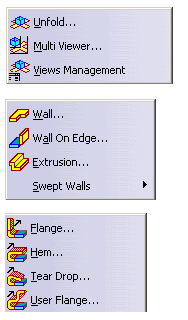 Unfold...
Multi Viewer...
Views Management
Wall...
Wall On Edge...
Extrusion...
Swept Walls
Flange...
Hem...
Tear Drop...
User Flange...